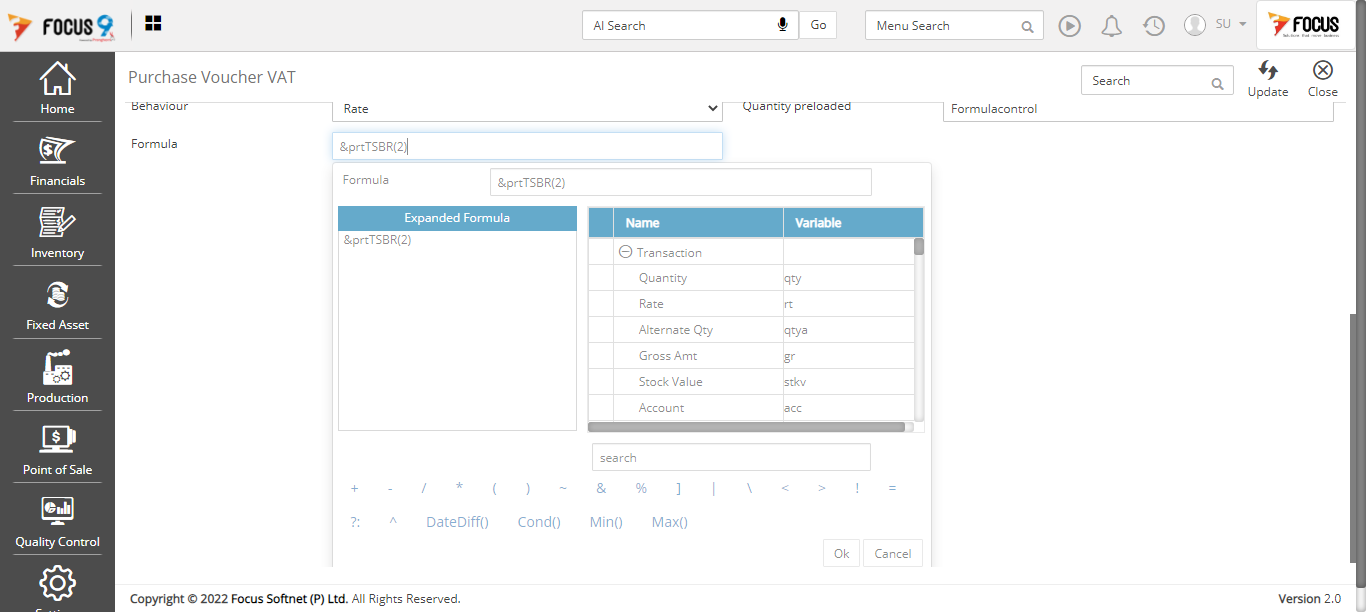 FOCUS 9
AI Search
Go
Menu Search
SU
FOCUS
Purchase Voucher VAT
Search
Update
Close
Home
Financials
Inventory
Fixed Asset
Production
Point of Sale
Quality Control
Behaviour
Rate
Quantity preloaded
Formulacontrol
Formula
&prtTSBR(2)
Formula
&prtTSBR(2)
Expanded Formula
&prtTSBR(2)
Name Variable
Transaction
Quantity qty
Rate rt
Alternate Qty qtya
Gross Amt gr
Stock Value stkv
Account acc
search
+ - / * ( ) ~ & % ] | \ < > ! =
?: ^ DateDiff() Cond() Min() Max()
Ok Cancel
Copyright © 2022 Focus Softnet (P) Ltd. All Rights Reserved.
Version 2.0